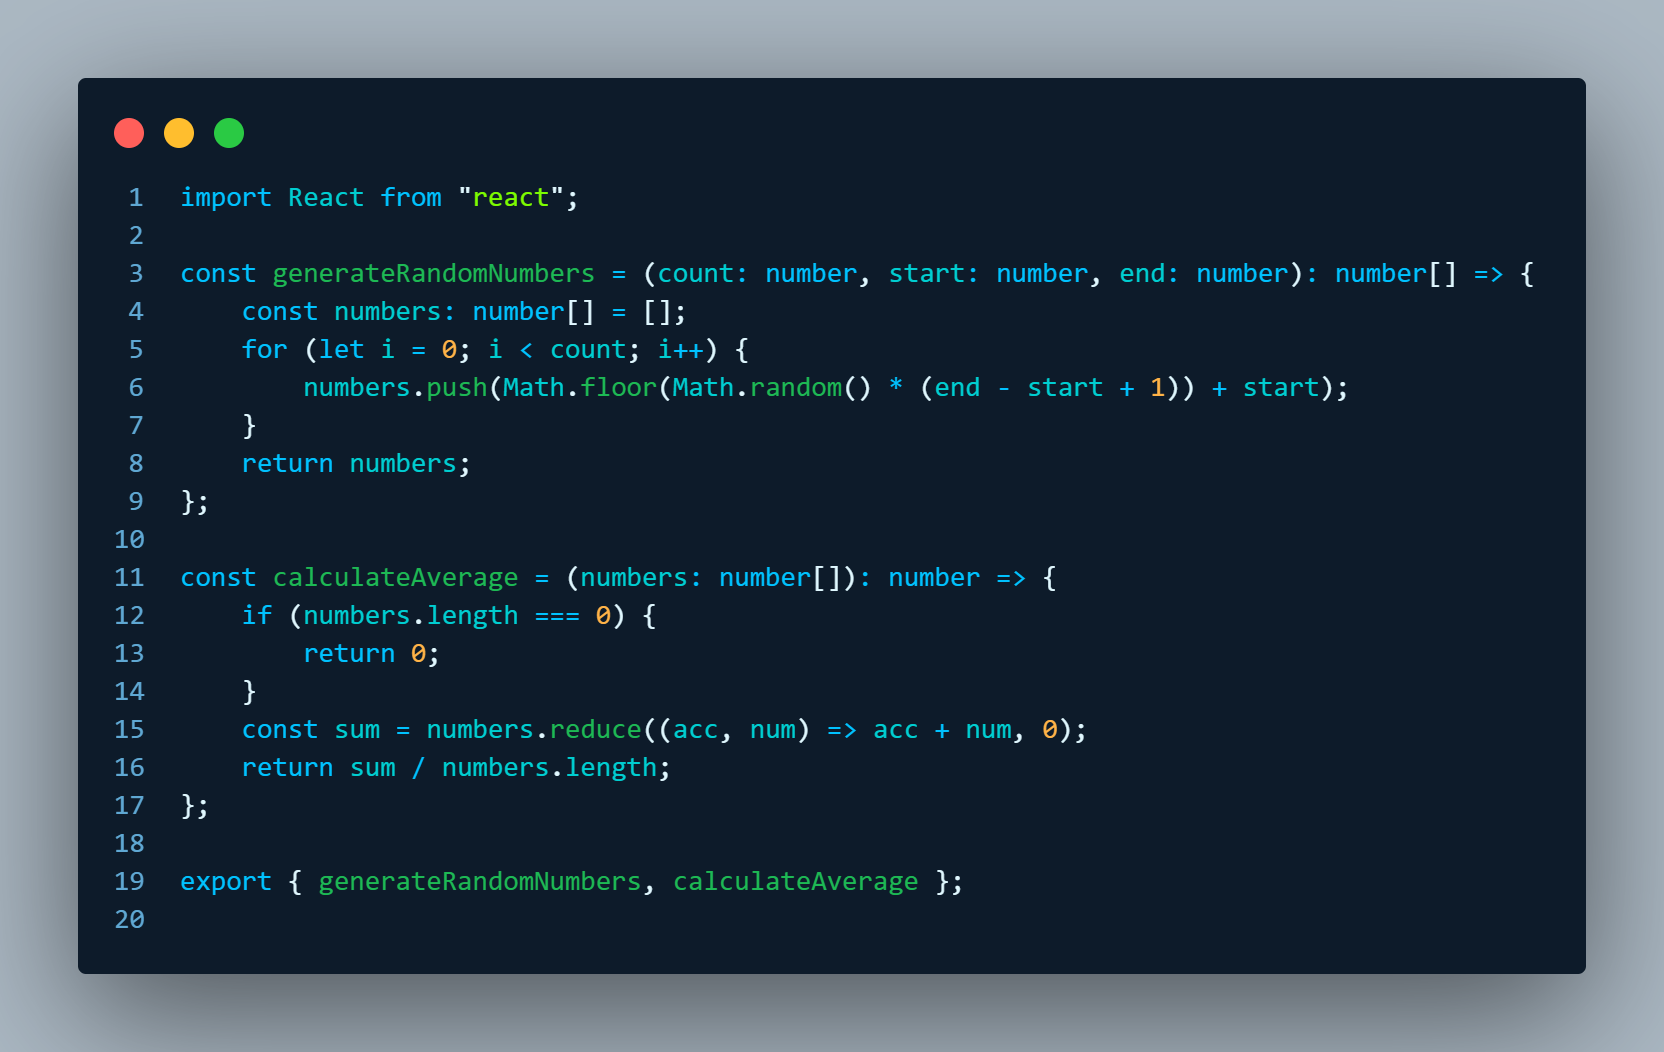 1 import React from "react";
2
3 const generateRandomNumbers = (count: number, start: number, end: number): number[] => {
4     const numbers: number[] = [];
5     for (let i = 0; i < count; i++) {
6         numbers.push(Math.floor(Math.random() * (end - start + 1)) + start);
7     }
8     return numbers;
9 };
10
11 const calculateAverage = (numbers: number[]): number => {
12     if (numbers.length === 0) {
13         return 0;
14     }
15     const sum = numbers.reduce((acc, num) => acc + num, 0);
16     return sum / numbers.length;
17 };
18
19 export { generateRandomNumbers, calculateAverage };
20